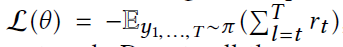 𝓛(θ) = −𝔼_{y_1,...,T∼π}(∑_{l=t}^{T} r_t)